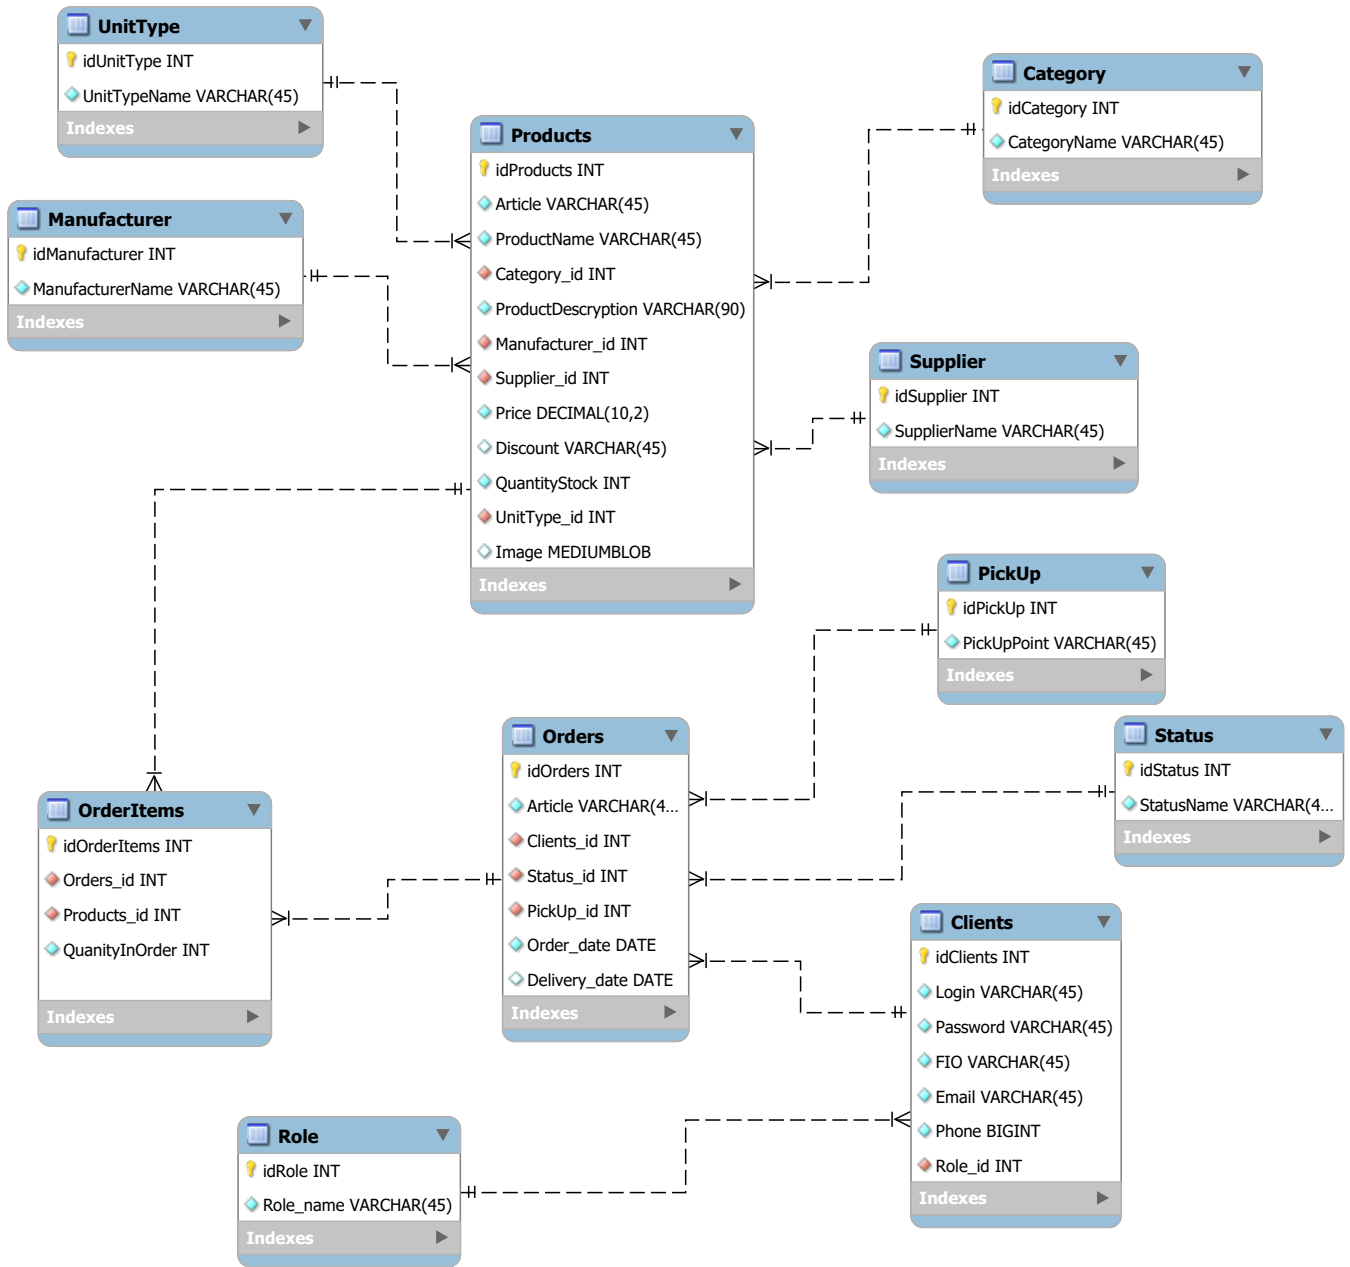 UnitType
idUnitType INT
UnitTypeName VARCHAR(45)
Indexes
Manufacturer
idManufacturer INT
ManufacturerName VARCHAR(45)
Indexes
Products
idProducts INT
Article VARCHAR(45)
ProductName VARCHAR(45)
Category_id INT
ProductDescryption VARCHAR(90)
Manufacturer_id INT
Supplier_id INT
Price DECIMAL(10,2)
Discount VARCHAR(45)
QuantityStock INT
UnitType_id INT
Image MEDIUMBLOB
Indexes
Category
idCategory INT
CategoryName VARCHAR(45)
Indexes
Supplier
idSupplier INT
SupplierName VARCHAR(45)
Indexes
PickUp
idPickUp INT
PickUpPoint VARCHAR(45)
Indexes
Status
idStatus INT
StatusName VARCHAR(4...
Indexes
Orders
idOrders INT
Article VARCHAR(4...
Clients_id INT
Status_id INT
PickUp_id INT
Order_date DATE
Delivery_date DATE
Indexes
OrderItems
idOrderItems INT
Orders_id INT
Products_id INT
QuanityInOrder INT
Indexes
Clients
idClients INT
Login VARCHAR(45)
Password VARCHAR(45)
FIO VARCHAR(45)
Email VARCHAR(45)
Phone BIGINT
Role_id INT
Indexes
Role
idRole INT
Role_name VARCHAR(45)
Indexes